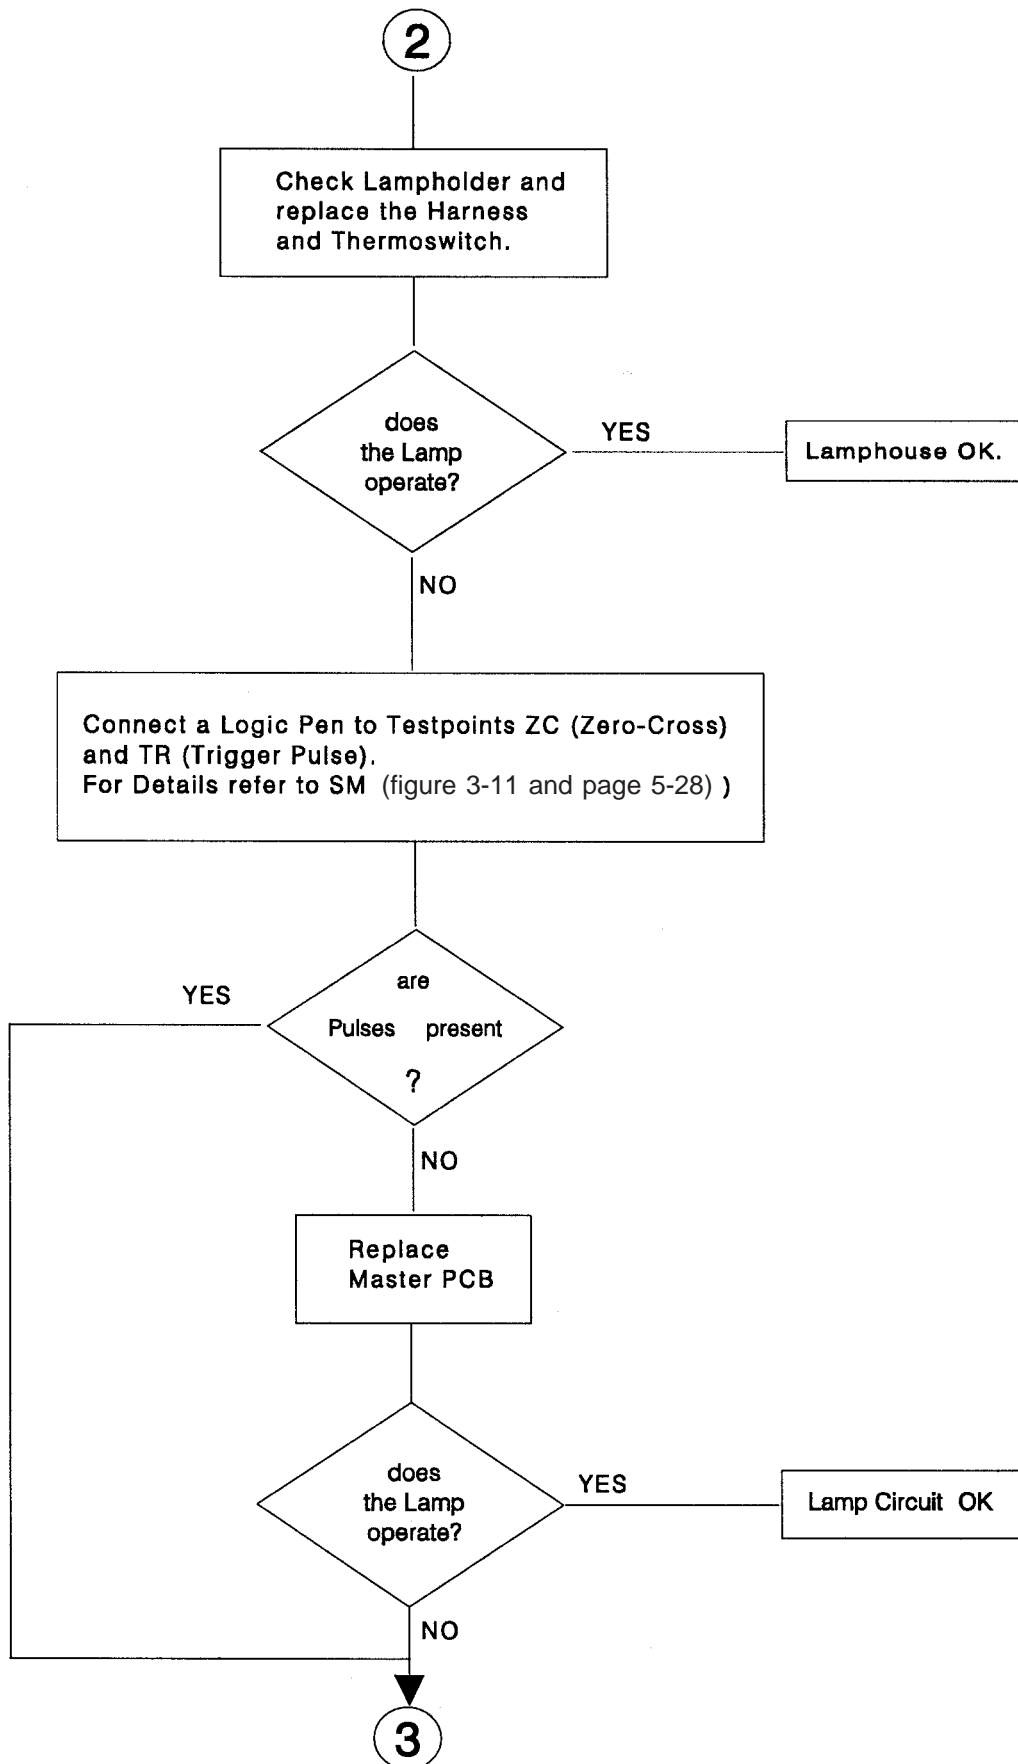 2
Check Lampholder and
replace the Harness
and Thermoswitch.
does
the Lamp
operate?
YES
Lamphouse OK.
NO
Connect a Logic Pen to Testpoints ZC (Zero-Cross)
and TR (Trigger Pulse).
For Details refer to SM (figure 3-11 and page 5-28) )
are
Pulses present
?
YES
NO
Replace
Master PCB
does
the Lamp
operate?
YES
Lamp Circuit OK
NO
3